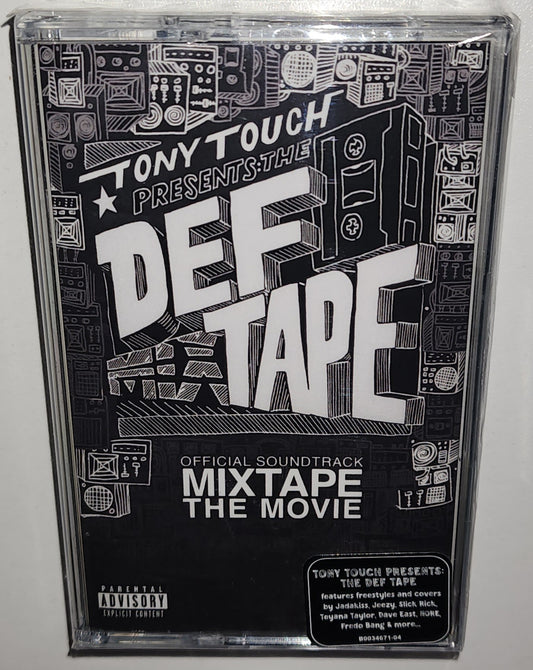 TONY TOUCH
PRESENTS:THE
DEF
TAPE
OFFICIAL SOUNDTRACK
MIXTAPE
THE MOVIE
PARENTAL
ADVISORY
EXPLICIT CONTENT
TONY TOUCH PRESENTS:
THE DEF TAPE
features freestyles and covers
by Jadakiss, Jeezy, Slick Rick,
Teyana Taylor, Dave East, NORE,
Fredo Bang & more...
B0034671-04